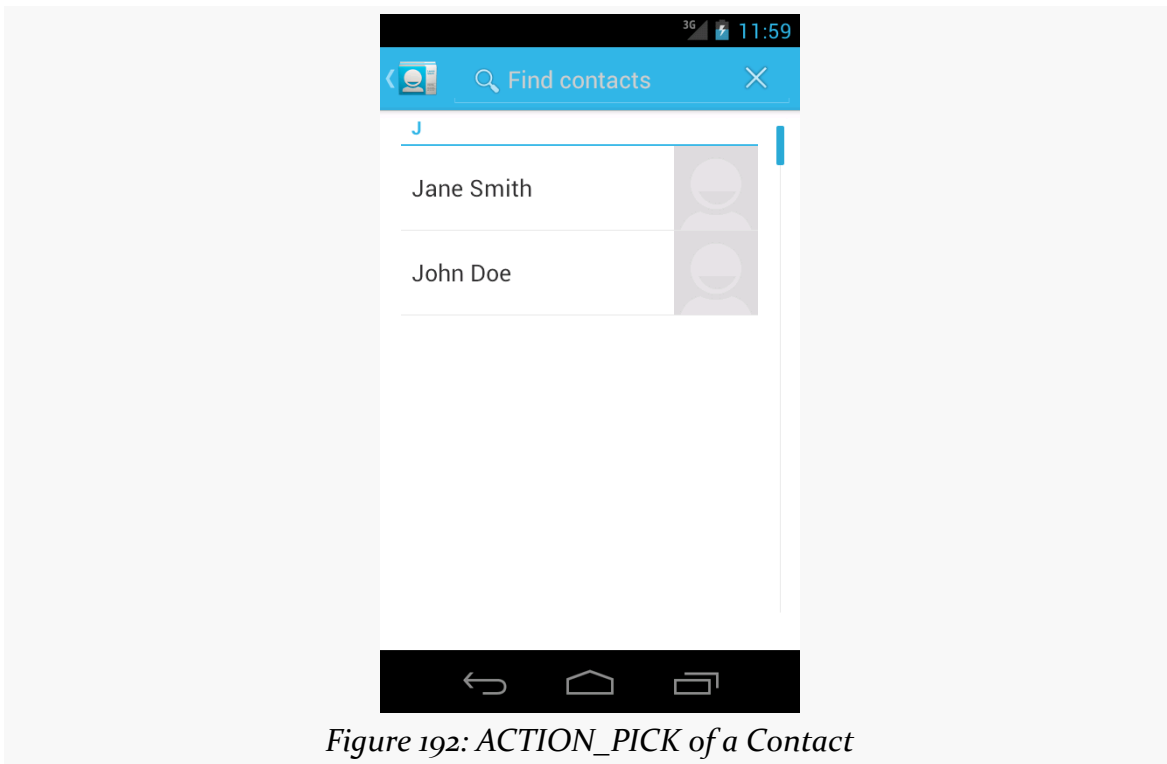 3G 11:59
Find contacts
J
Jane Smith
John Doe
Figure 192: ACTION_PICK of a Contact